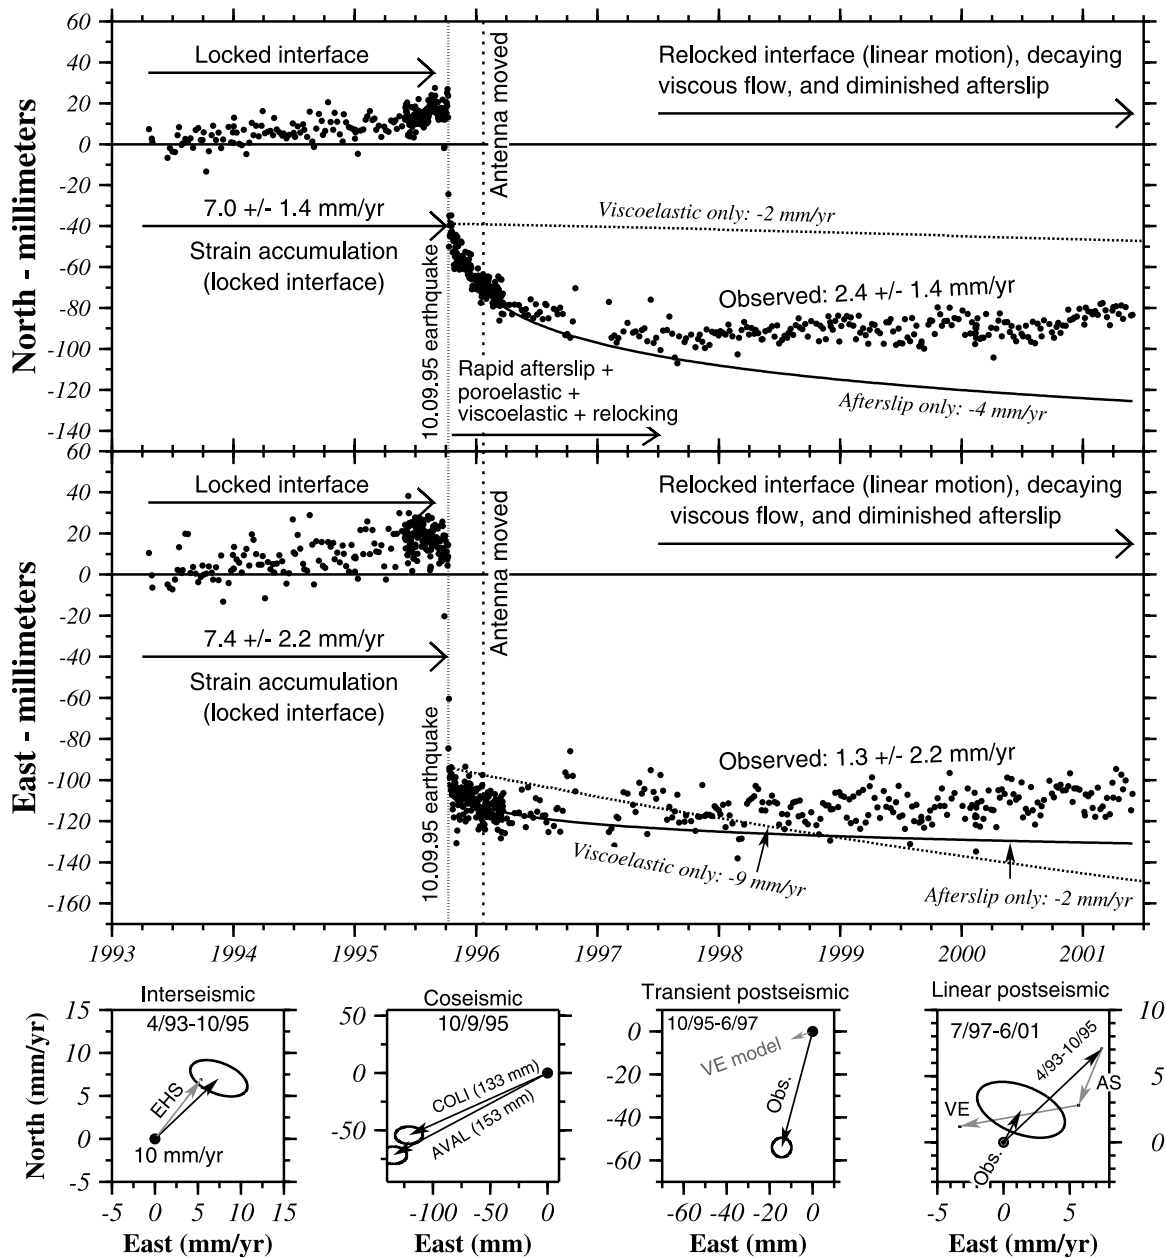 60
40
20
0
-20
-40
-60
-80
-100
-120
-140
North - millimeters
Locked interface
Relocked interface (linear motion), decaying
viscous flow, and diminished afterslip
Antenna moved
7.0 +/- 1.4 mm/yr
Strain accumulation
(locked interface)
10.09.95 earthquake
Viscoelastic only: -2 mm/yr
Observed: 2.4 +/- 1.4 mm/yr
Rapid afterslip +
poroelastic +
viscoelastic + relocking
Afterslip only: -4 mm/yr
60
40
20
0
-20
-40
-60
-80
-100
-120
-140
-160
East - millimeters
Locked interface
Relocked interface (linear motion), decaying
viscous flow, and diminished afterslip
Antenna moved
7.4 +/- 2.2 mm/yr
Strain accumulation
(locked interface)
10.09.95 earthquake
Observed: 1.3 +/- 2.2 mm/yr
Viscoelastic only: -9 mm/yr
Afterslip only: -2 mm/yr
1993 1994 1995 1996 1997 1998 1999 2000 2001
Interseismic
4/93-10/95
EHS
10 mm/yr
15
10
5
0
-5
North (mm/yr)
-5 0 5 10 15
East (mm/yr)
Coseismic
10/9/95
COLI (133 mm)
AVAL (153 mm)
50
0
-50
-100 -50 0
East (mm)
Transient postseismic
10/95-6/97
VE model
Obs.
0
-20
-40
-60
-60 -40 -20 0
East (mm)
Linear postseismic
7/97-6/01
4/93-10/95
AS
VE
Obs.
10
5
0
North (mm/yr)
-5 0 5
East (mm/yr)